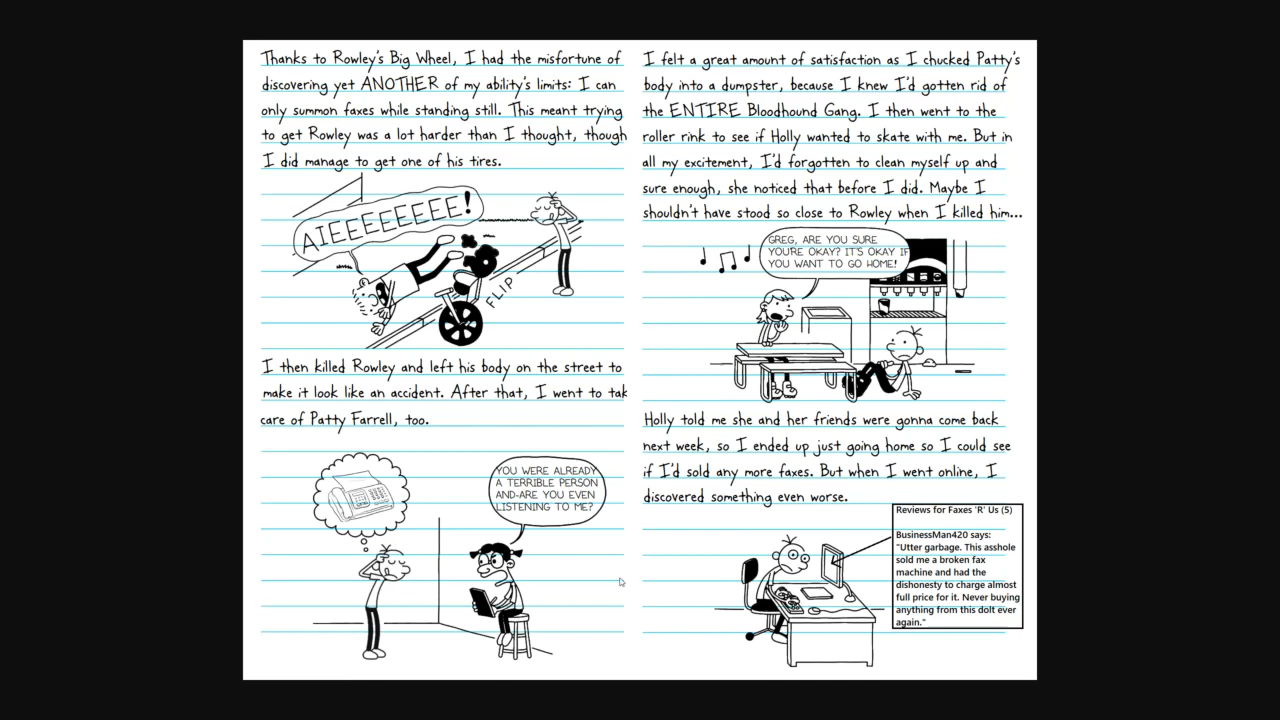 Thanks to Rowley's Big Wheel, I had the misfortune of
discovering yet ANOTHER of my ability's limits: I can
only summon faxes while standing still. This meant trying
to get Rowley was a lot harder than I thought, though
I did manage to get one of his tires.
AIEEEEEEEE!
FLIP
I then killed Rowley and left his body on the street to
make it look like an accident. After that, I went to tak
care of Patty Farrell, too.
YOU WERE ALREADY
A TERRIBLE PERSON
AND-ARE YOU EVEN
LISTENING TO ME?
I felt a great amount of satisfaction as I chucked Patty's
body into a dumpster, because I knew I'd gotten rid of
the ENTIRE Bloodhound Gang. I then went to the
roller rink to see if Holly wanted to skate with me. But in
all my excitement, I'd forgotten to clean myself up and
sure enough, she noticed that before I did. Maybe I
shouldn't have stood so close to Rowley when I killed him...
GREG, ARE YOU SURE
YOU'RE OKAY? IT'S OKAY IF
YOU WANT TO GO HOME!
Holly told me she and her friends were gonna come back
next week, so I ended up just going home so I could see
if I'd sold any more faxes. But when I went online, I
discovered something even worse.
Reviews for Faxes 'R' Us (5)
BusinessMan420 says:
"Utter garbage. This asshole
sold me a broken fax
machine and had the
dishonesty to charge almost
full price for it. Never buying
anything from this dolt ever
again."